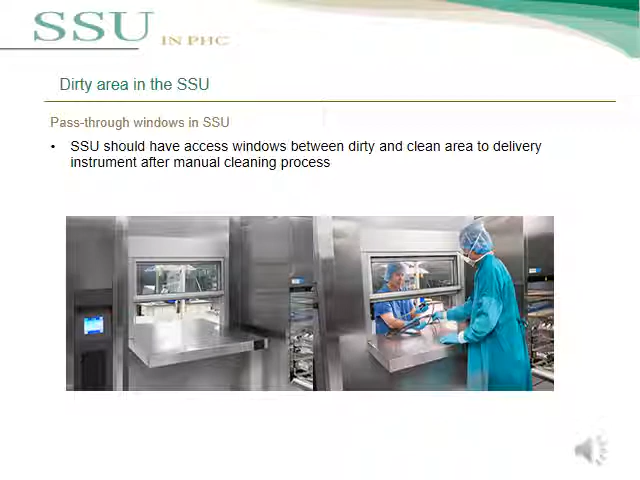 SSU IN PHC
Dirty area in the SSU
Pass-through windows in SSU
• SSU should have access windows between dirty and clean area to delivery
instrument after manual cleaning process